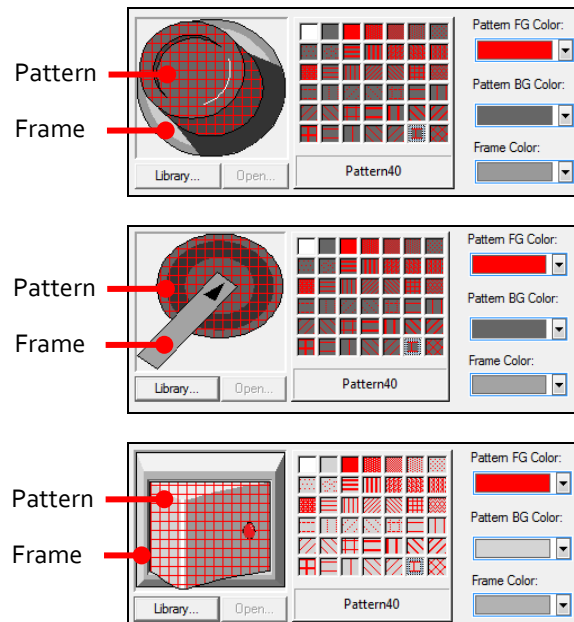 Pattern FG Color:
Pattern
Pattern BG Color:
Frame
Frame Color:
Library...
Open...
Pattern40
Pattern FG Color:
Pattern
Pattern BG Color:
Frame
Frame Color:
Library...
Open...
Pattern40
Pattern FG Color:
Pattern
Pattern BG Color:
Frame
Frame Color:
Library...
Open...
Pattern40